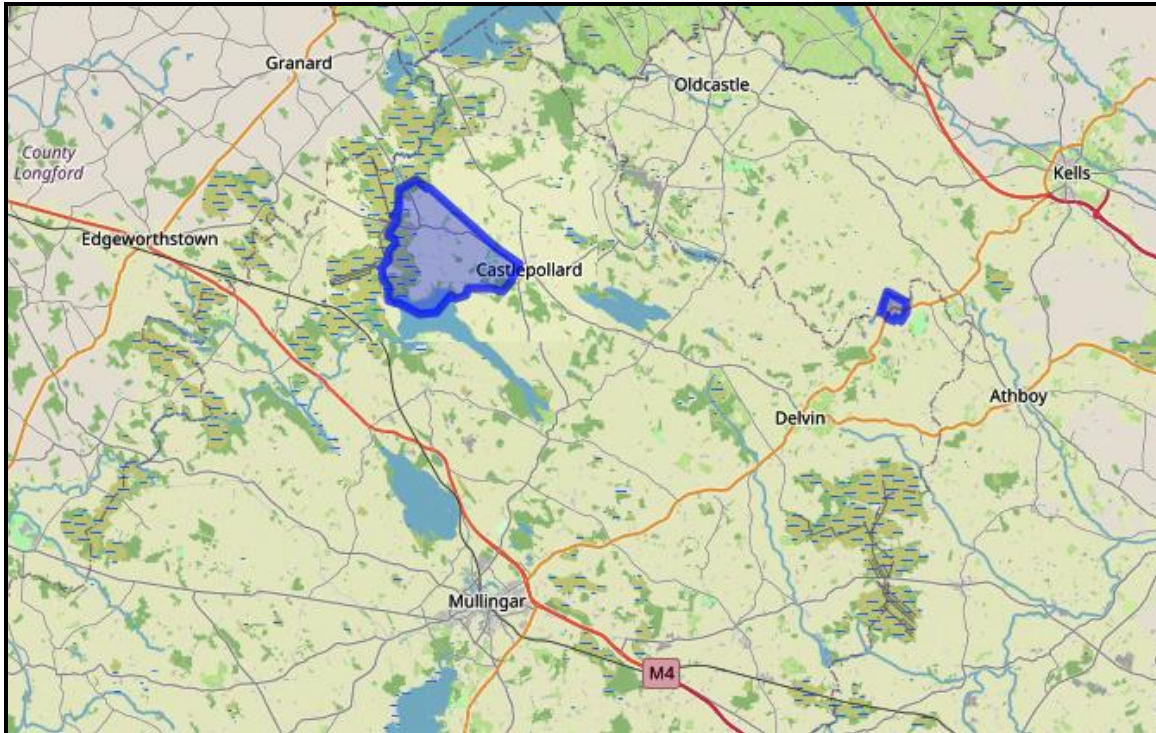 Granard
Oldcastle
County
Longford
Kells
Edgeworthstown
Castlepollard
Athboy
Delvin
Mullingar
M4